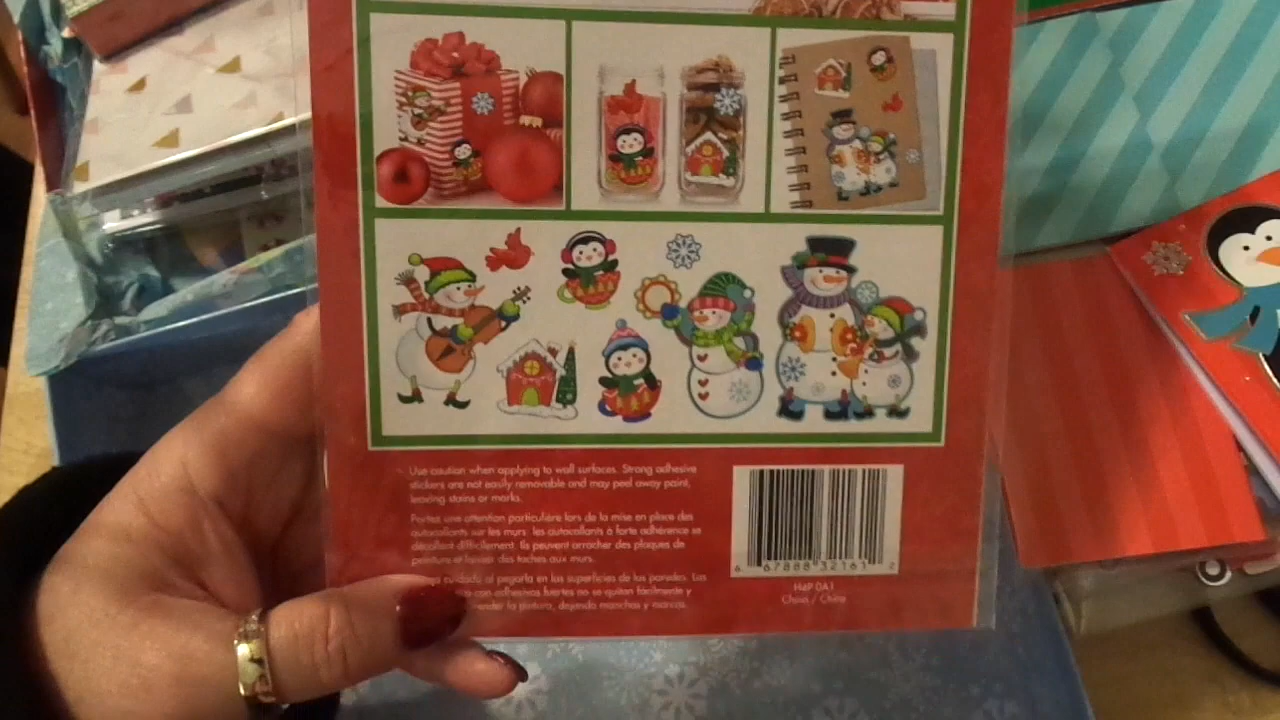 Use caution when applying to wall surfaces. Strong adhesive
stickers are not easily removable and may peel away paint,
leaving stains or marks.
Portez une attention particulière lors de la mise en place des
autocollants sur les murs: les autocollants à forte adhérence se
décollent difficilement. Ils peuvent arracher des plaques de
peinture et laisser des taches aux murs.
cuidado al pegarla en las superficies de las paredes. Los
con adhesivos fuertes no se quitan facilmente y
la pintura, dejando manchas y marcas.
6 67888 32161 2
China / Chine